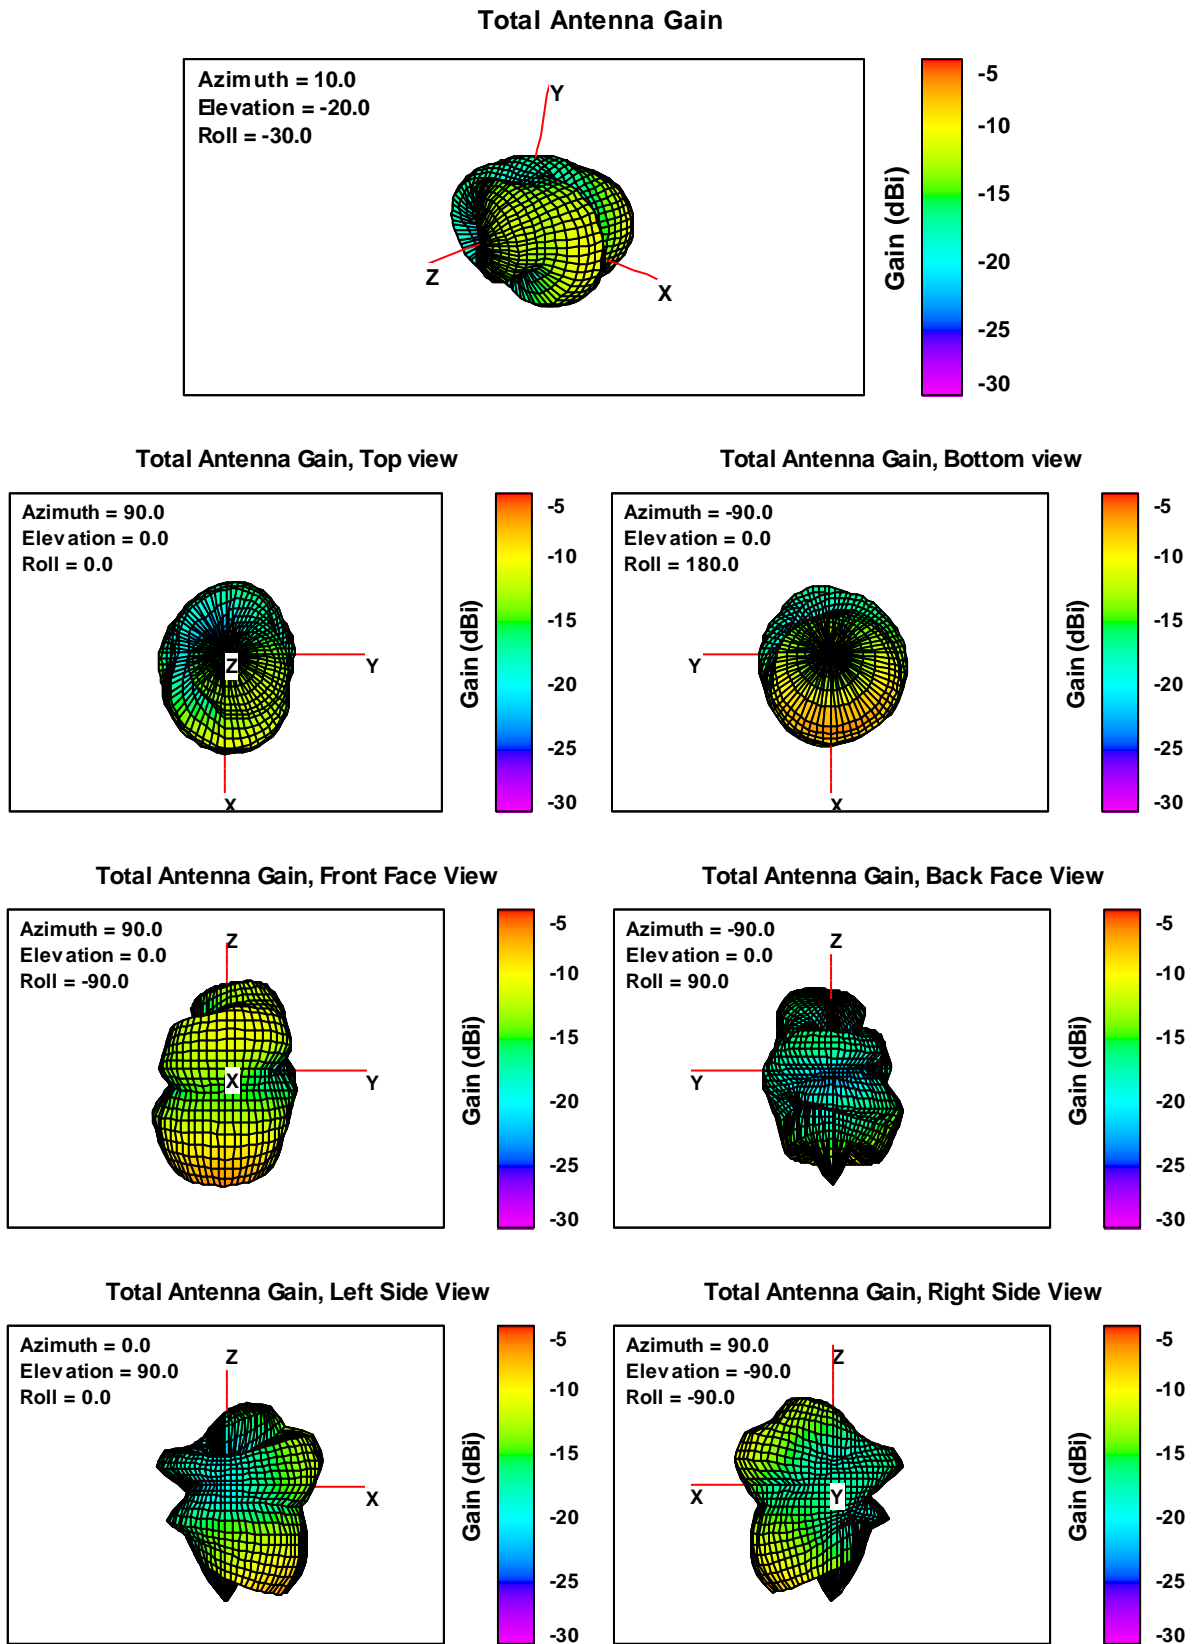 Total Antenna Gain
Azimuth = 10.0
Elevation = -20.0
Roll = -30.0
Y
Z
X
Gain (dBi)
-5
-10
-15
-20
-25
-30
Total Antenna Gain, Top view
Azimuth = 90.0
Elevation = 0.0
Roll = 0.0
Z
Y
X
Gain (dBi)
-5
-10
-15
-20
-25
-30
Total Antenna Gain, Bottom view
Azimuth = -90.0
Elevation = 0.0
Roll = 180.0
Y
X
Gain (dBi)
-5
-10
-15
-20
-25
-30
Total Antenna Gain, Front Face View
Azimuth = 90.0
Elevation = 0.0
Roll = -90.0
Z
X
Y
Gain (dBi)
-5
-10
-15
-20
-25
-30
Total Antenna Gain, Back Face View
Azimuth = -90.0
Elevation = 0.0
Roll = 90.0
Z
Y
Gain (dBi)
-5
-10
-15
-20
-25
-30
Total Antenna Gain, Left Side View
Azimuth = 0.0
Elevation = 90.0
Roll = 0.0
Z
X
Gain (dBi)
-5
-10
-15
-20
-25
-30
Total Antenna Gain, Right Side View
Azimuth = 90.0
Elevation = -90.0
Roll = -90.0
Z
X
Y
Gain (dBi)
-5
-10
-15
-20
-25
-30